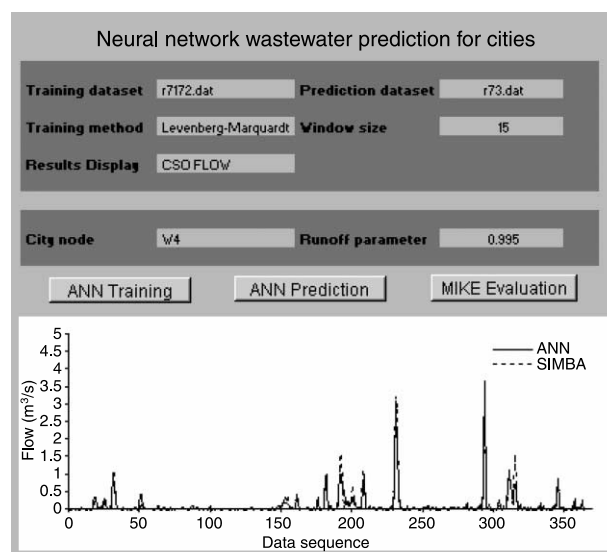 Neural network wastewater prediction for cities
Training dataset r7172.dat Prediction dataset r73.dat
Training method Levenberg-Marquardt Window size 15
Results Display CSO FLOW
City node W4 Runoff parameter 0.995
ANN Training ANN Prediction MIKE Evaluation
5
4.5
4
3.5
3
2.5
2
1.5
1
0.5
0
Flow (m³/s)
ANN
SIMBA
0 50 100 150 200 250 300 350
Data sequence